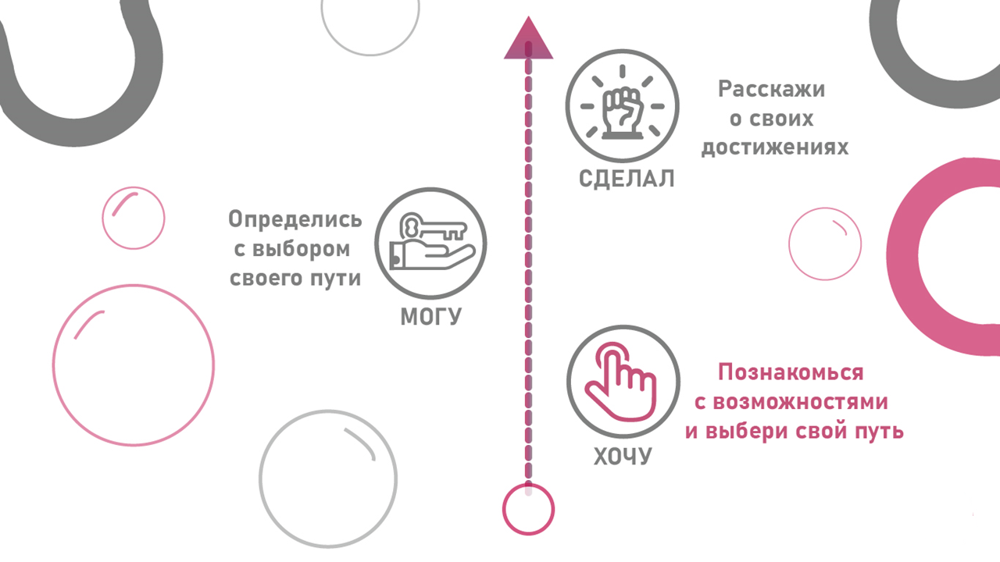 Расскажи
о своих
достижениях
СДЕЛАЛ
Определись
с выбором
своего пути
МОГУ
Познакомься
с возможностями
и выбери свой путь
ХОЧУ